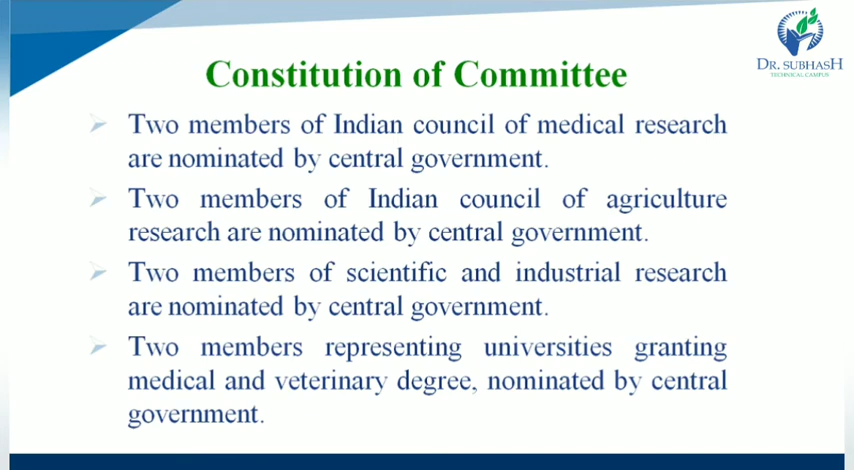 DR. SUBHASH
TECHNICAL CAMPUS
Constitution of Committee
Two members of Indian council of medical research
are nominated by central government.
Two members of Indian council of agriculture
research are nominated by central government.
Two members of scientific and industrial research
are nominated by central government.
Two members representing universities granting
medical and veterinary degree, nominated by central
government.